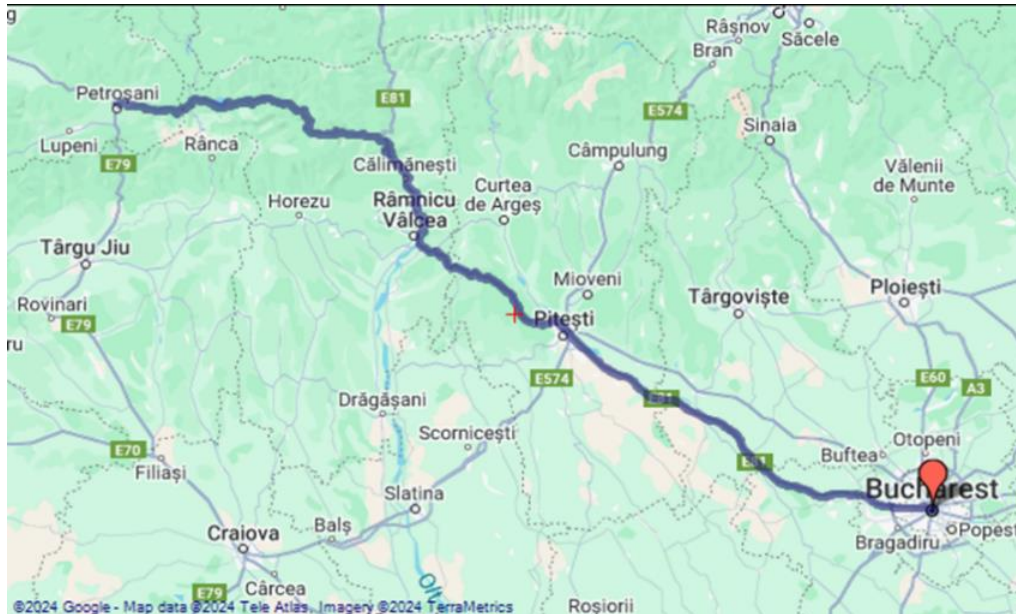 g
Râșnov
Săcele
Bran
Petroșani
E81
E574
Lupeni
Rânca
Sinaia
E79
Călimănești
Câmpulung
Vălenii
de Munte
Horezu
Râmnicu
Vâlcea
Curtea
de Argeș
Târgu Jiu
Mioveni
Târgoviște
Ploiești
Rovinari
E79
ru
Pitești
E574
E81
E60
A3
Drăgășani
Scornicești
Otopeni
Buftea
E70
Filiași
E81
Bucharest
Slatina
Craiova
Balș
Popești
Bragadiru
Cârcea
E79
Olt
Roșiorii
©2024 Google - Map data ©2024 Tele Atlas, Imagery ©2024 TerraMetrics